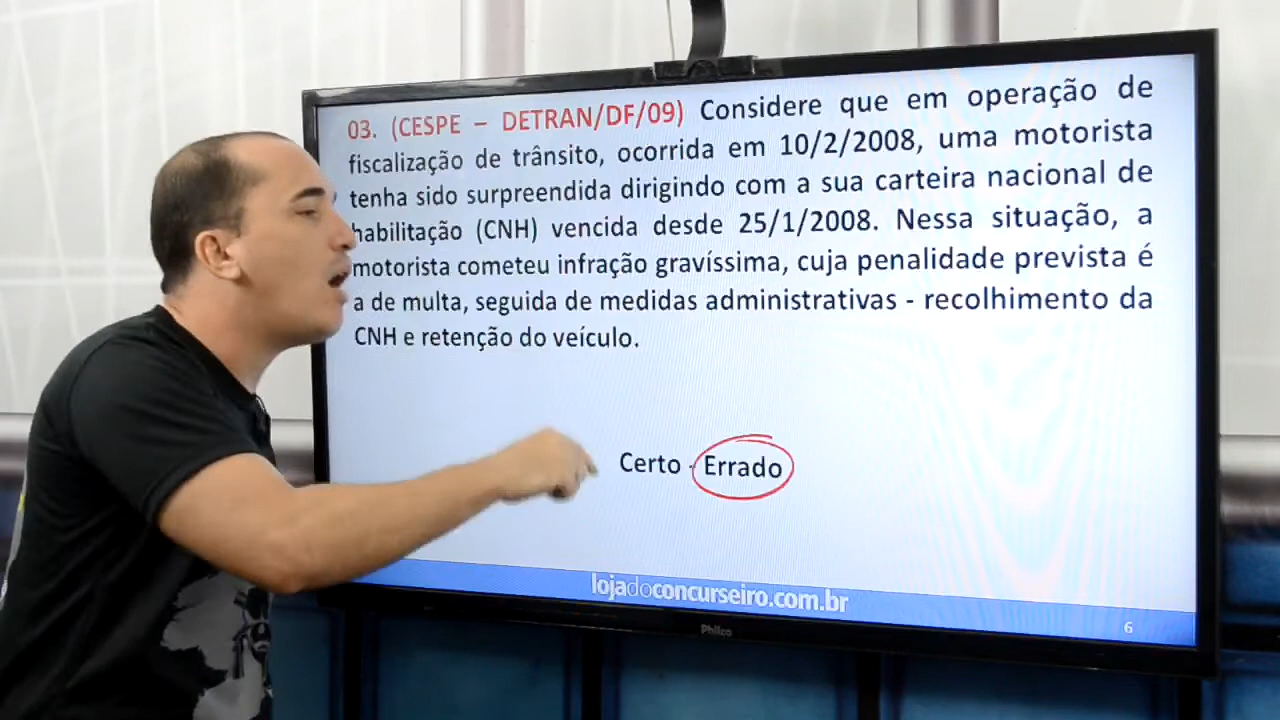 03. (CESPE – DETRAN/DF/09) Considere que em operação de
fiscalização de trânsito, ocorrida em 10/2/2008, uma motorista
tenha sido surpreendida dirigindo com a sua carteira nacional de
habilitação (CNH) vencida desde 25/1/2008. Nessa situação, a
motorista cometeu infração gravíssima, cuja penalidade prevista é
a de multa, seguida de medidas administrativas - recolhimento da
CNH e retenção do veículo.
Certo - Errado
lojadoconcurseiro.com.br
6
Philco